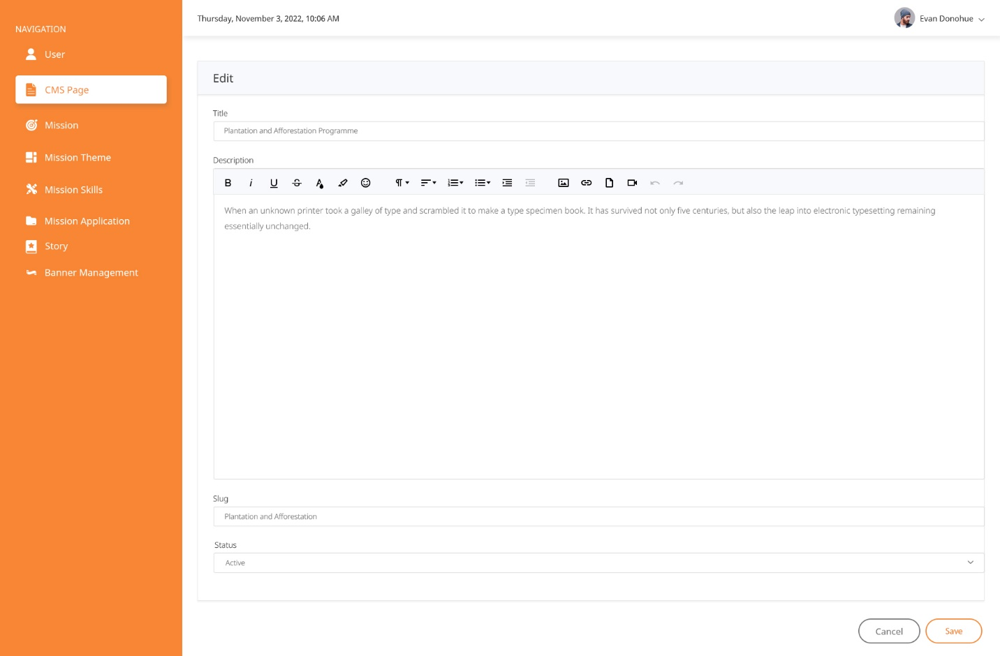 NAVIGATION
User
CMS Page
Mission
Mission Theme
Mission Skills
Mission Application
Story
Banner Management
Thursday, November 3, 2022, 10:06 AM
Evan Donohue
Edit
Title
Plantation and Afforestation Programme
Description
B i U S A
When an unknown printer took a galley of type and scrambled it to make a type specimen book. It has survived not only five centuries, but also the leap into electronic typesetting remaining
essentially unchanged.
Slug
Plantation and Afforestation
Status
Active
Cancel
Save